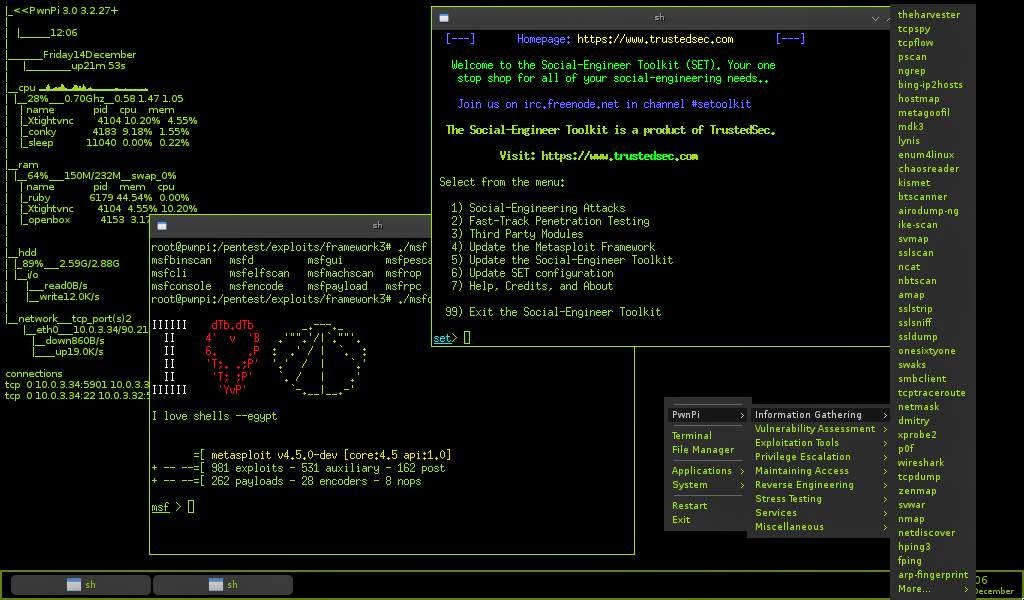 |_<<PwnPi 3.0 3.2.27+
|_____12:06
|______Friday14December
|________up21m 53s
|__cpu
|__28%___0.70Ghz__0.58 1.47 1.05
| name pid cpu mem
|_Xtightvnc 4104 10.20% 4.55%
|_conky 4183 9.18% 1.55%
|_sleep 11040 0.00% 0.22%
|__ram
|__64%___150M/232M__swap_0%
| name pid mem cpu
|_ruby 6179 44.54% 0.00%
|_Xtightvnc 4104 4.55% 10.20%
|_openbox 4153 3.17
|__hdd
|_89%___2.59G/2.88G
|__i/o
|___read0B/s
|__write12.0K/s
|__network___tcp_port(s)2
|__eth0___10.0.3.34/90.21
|__down860B/s
|____up19.0K/s
connections
tcp 0 10.0.3.34:5901 10.0.3.3
tcp 0 10.0.3.34:22 10.0.3.32:5
sh
root@pwnpi:/pentest/exploits/framework3# ./msf
msfbinscan msfd msfgui msfpesca
msfcli msfelfscan msfmachscan msfrop
msfconsole msfencode msfpayload msfrpc
root@pwnpi:/pentest/exploits/framework3# ./msfc
IIIIII dTb.dTb _.---._
II 4' v 'B .'"".'/|`.""'.
II 6. .P : .' / | `. :
II 'T;. .;P' '.' / | `.'
II 'T; ;P' `. / | .'
IIIIII 'YvP' `-.__|__.-'
I love shells --egypt
=[ metasploit v4.5.0-dev [core:4.5 api:1.0]
+ -- --=[ 981 exploits - 531 auxiliary - 162 post
+ -- --=[ 262 payloads - 28 encoders - 8 nops
msf >
sh
[---] Homepage: https://www.trustedsec.com [---]
Welcome to the Social-Engineer Toolkit (SET). Your one
stop shop for all of your social-engineering needs..
Join us on irc.freenode.net in channel #setoolkit
The Social-Engineer Toolkit is a product of TrustedSec.
Visit: https://www.trustedsec.com
Select from the menu:
1) Social-Engineering Attacks
2) Fast-Track Penetration Testing
3) Third Party Modules
4) Update the Metasploit Framework
5) Update the Social-Engineer Toolkit
6) Update SET configuration
7) Help, Credits, and About
99) Exit the Social-Engineer Toolkit
set>
PwnPi >
Terminal
File Manager
Applications >
System >
Restart
Exit
Information Gathering >
Vulnerability Assessment >
Exploitation Tools >
Privilege Escalation >
Maintaining Access >
Reverse Engineering >
Stress Testing >
Services >
Miscellaneous >
theharvester
tcpspy
tcpflow
pscan
ngrep
bing-ip2hosts
hostmap
metagoofil
mdk3
lynis
enum4linux
chaosreader
kismet
btscanner
airodump-ng
ike-scan
svmap
sslscan
ncat
nbtscan
amap
sslstrip
sslsniff
ssldump
onesixtyone
swaks
smbclient
tcptraceroute
netmask
dmitry
xprobe2
p0f
wireshark
tcpdump
zenmap
svwar
nmap
netdiscover
hping3
fping
arp-fingerprint
More... >
sh
sh
06
December